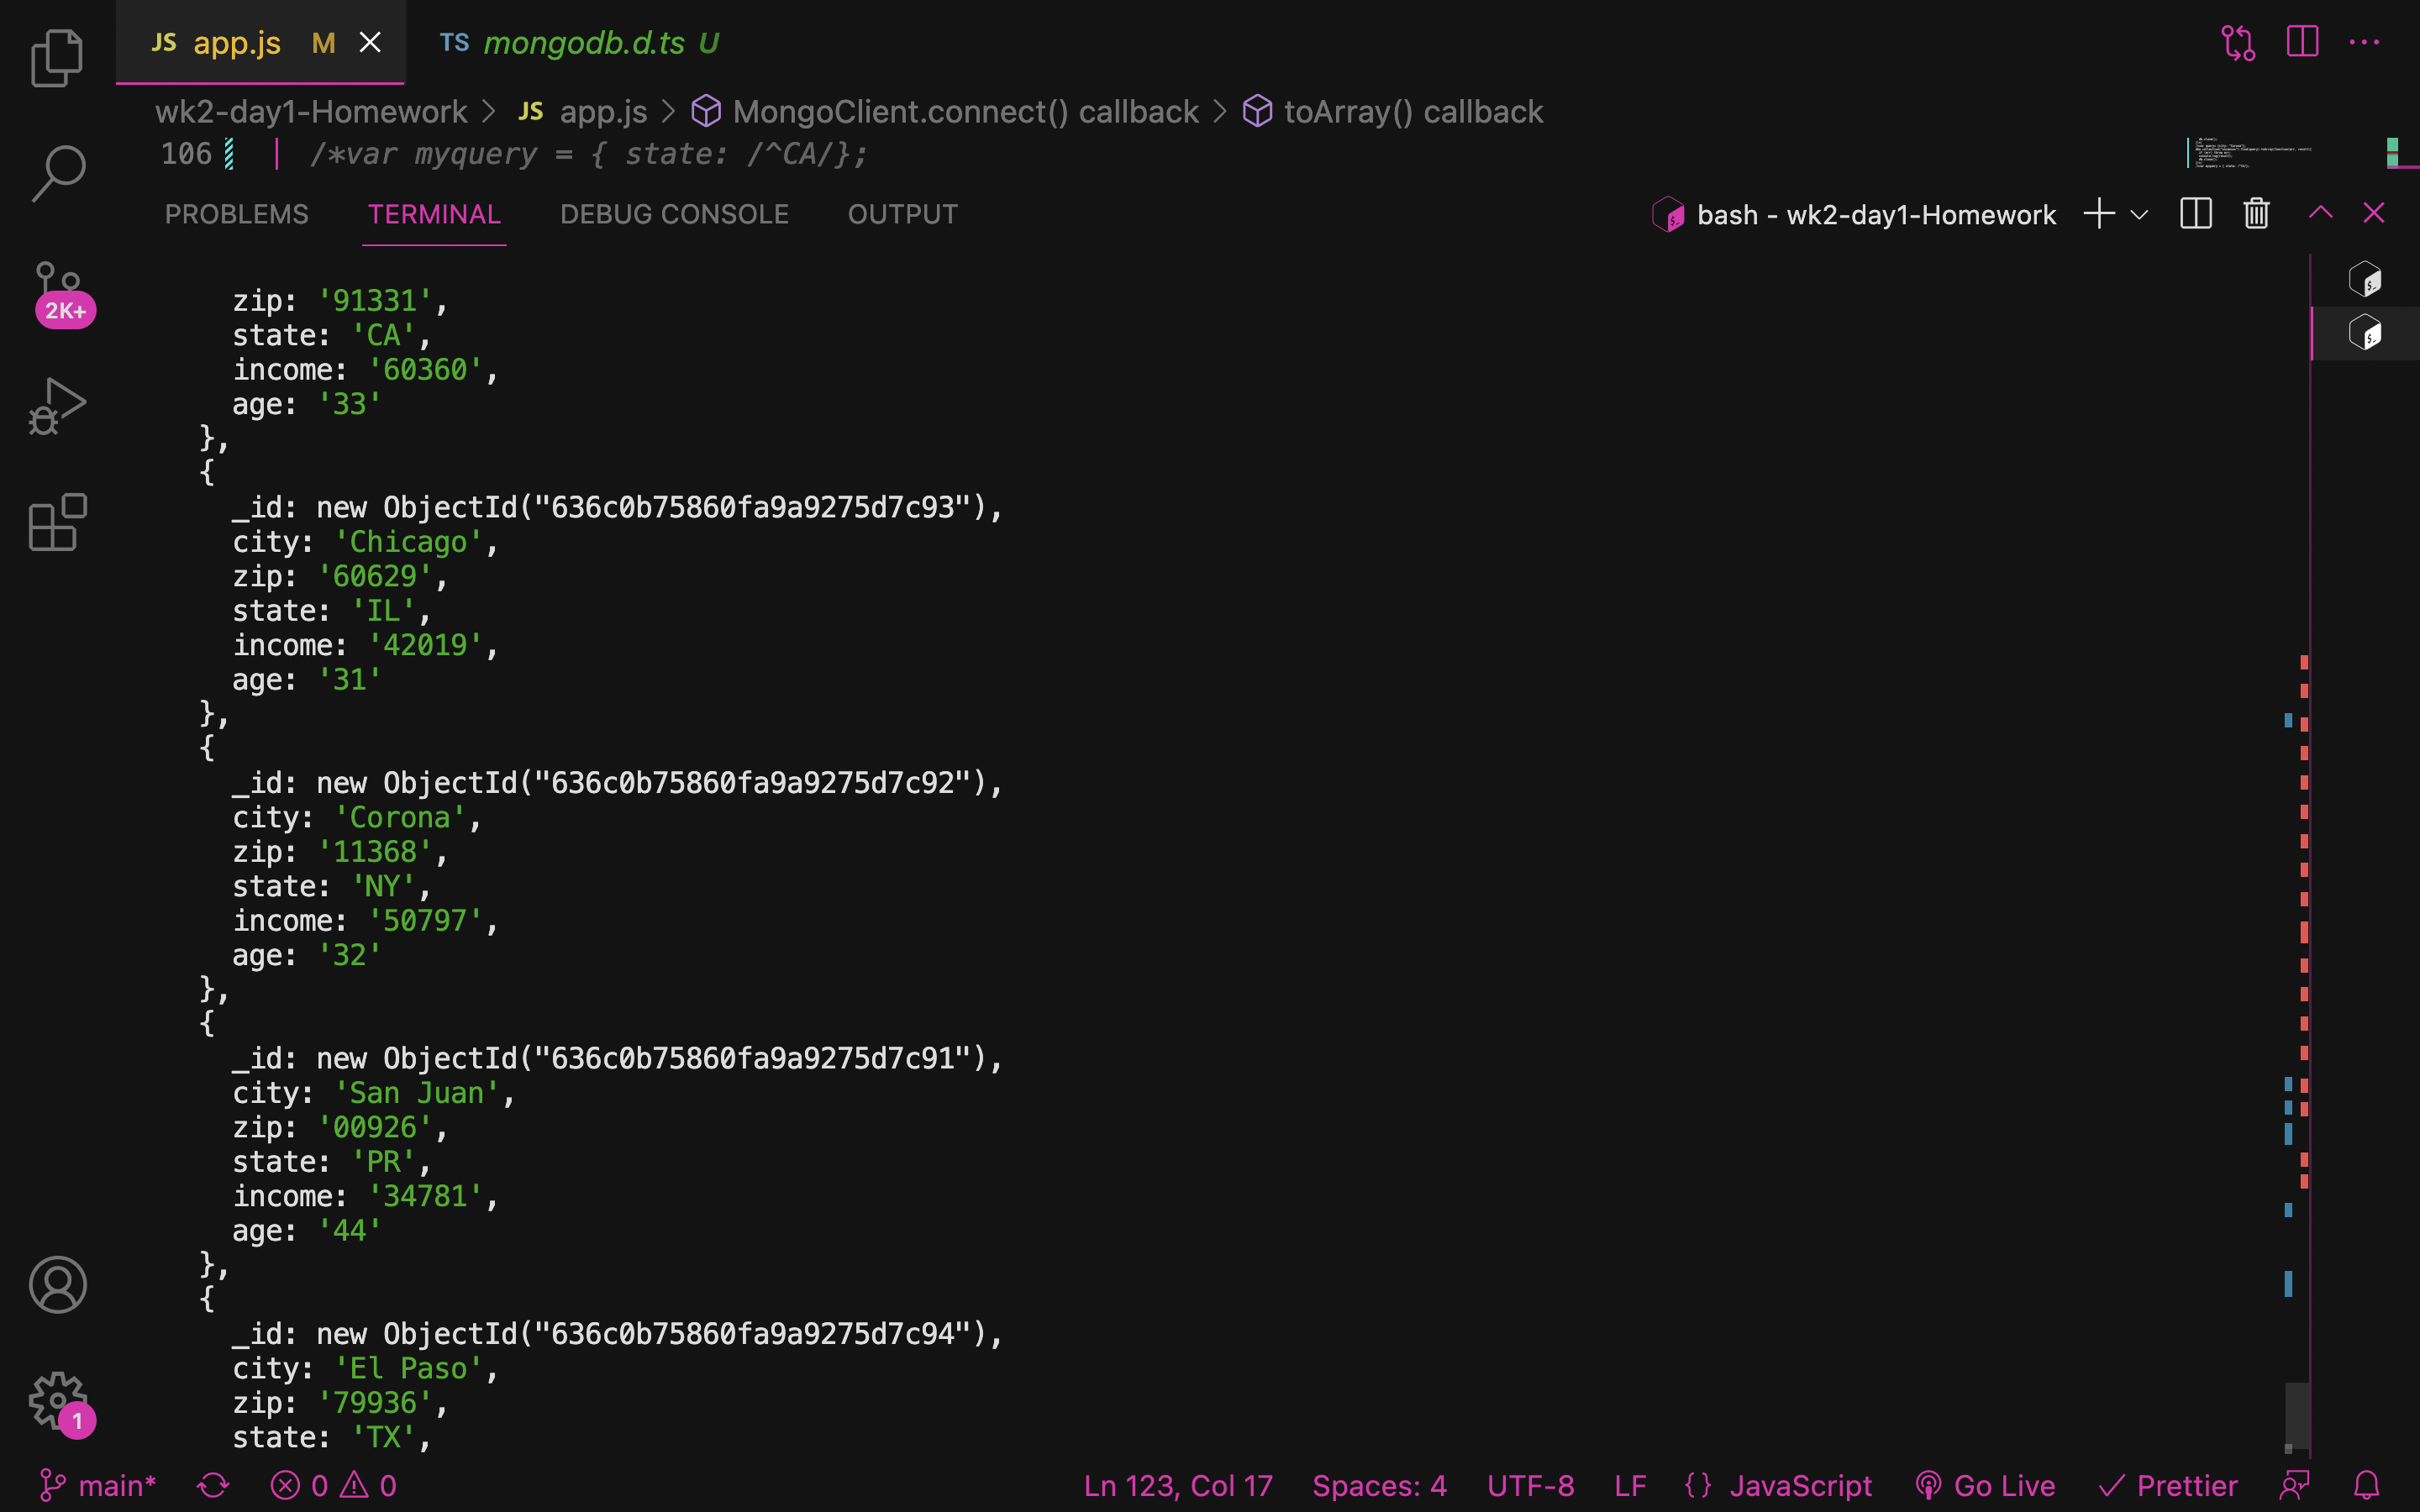 JS app.js M
TS mongodb.d.ts U
wk2-day1-Homework > JS app.js > MongoClient.connect() callback > toArray() callback
106 /*var myquery = { state: /^CA/};
PROBLEMS TERMINAL DEBUG CONSOLE OUTPUT
bash - wk2-day1-Homework
2K+
zip: '91331',
state: 'CA',
income: '60360',
age: '33'
},
{
_id: new ObjectId("636c0b75860fa9a9275d7c93"),
city: 'Chicago',
zip: '60629',
state: 'IL',
income: '42019',
age: '31'
},
{
_id: new ObjectId("636c0b75860fa9a9275d7c92"),
city: 'Corona',
zip: '11368',
state: 'NY',
income: '50797',
age: '32'
},
{
_id: new ObjectId("636c0b75860fa9a9275d7c91"),
city: 'San Juan',
zip: '00926',
state: 'PR',
income: '34781',
age: '44'
},
{
_id: new ObjectId("636c0b75860fa9a9275d7c94"),
city: 'El Paso',
zip: '79936',
state: 'TX',
1
main* 0 0 Ln 123, Col 17 Spaces: 4 UTF-8 LF {} JavaScript Go Live Prettier